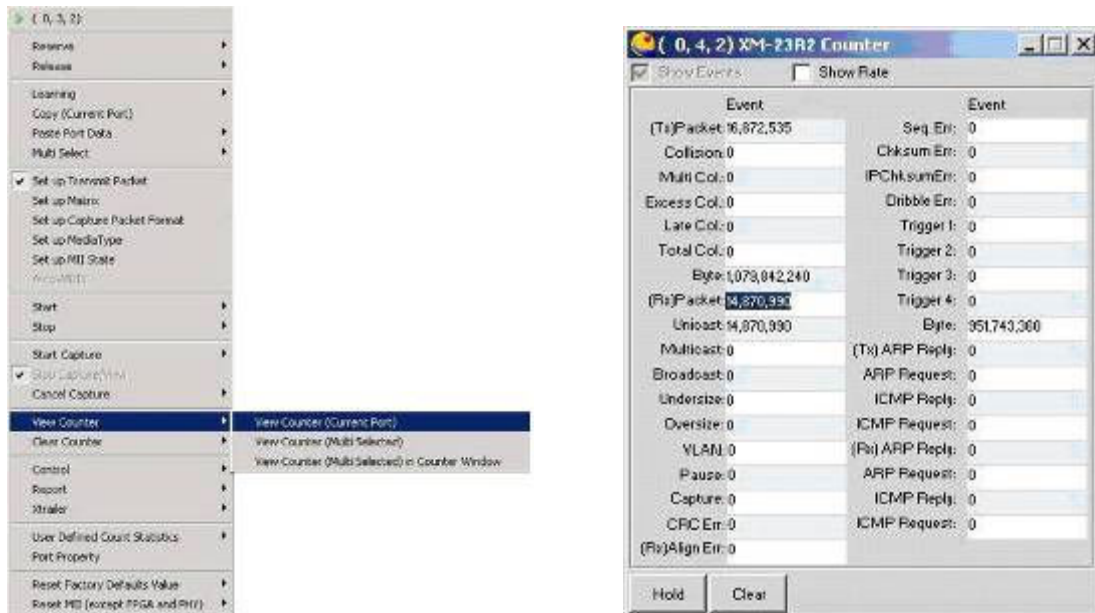 ( 0, 3, 2)
Reserve
Release
Learning
Copy (Current Port)
Paste Port Data
Multi Select
Set up Transmit Packet
Set up Matrix
Set up Capture Packet Format
Set up MediaType
Set up MII State
Start
Stop
Start Capture
Stop Capture/View
Cancel Capture
View Counter
Clear Counter
Control
Report
Xtrailer
User Defined Count Statistics
Port Property
Reset Factory Defaults Value
Reset MII (except FPGA and PHY)
View Counter (Current Port)
View Counter (Multi Selected)
View Counter (Multi Selected) in Counter Window
( 0, 4, 2) XM-23R2 Counter
Show Events Show Rate
Event
(Tx)Packet: 16,872,535
Collision: 0
Multi Col.: 0
Excess Col.: 0
Late Col.: 0
Total Col.: 0
Byte: 1,079,842,240
(Rx)Packet: 14,870,990
Unicast: 14,870,990
Multicast: 0
Broadcast: 0
Undersize: 0
Oversize: 0
VLAN: 0
Pause: 0
Capture: 0
CRC Err: 0
(Rx)Align Err: 0
Event
Seq. Err: 0
Chksum Err: 0
IPChksumErr: 0
Dribble Err: 0
Trigger 1: 0
Trigger 2: 0
Trigger 3: 0
Trigger 4: 0
Byte: 951,743,360
(Tx) ARP Reply: 0
ARP Request: 0
ICMP Reply: 0
ICMP Request: 0
(Rx) ARP Reply: 0
ARP Request: 0
ICMP Reply: 0
ICMP Request: 0
Hold Clear